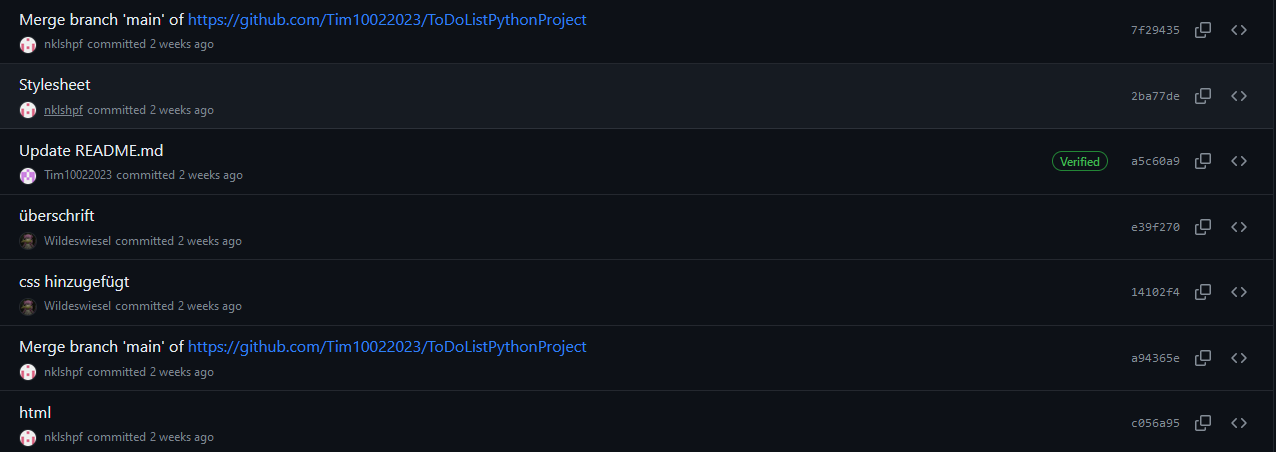 Merge branch 'main' of https://github.com/Tim10022023/ToDoListPythonProject
nklshpf committed 2 weeks ago
7f29435
Stylesheet
nklshpf committed 2 weeks ago
2ba77de
Update README.md
Tim10022023 committed 2 weeks ago
Verified
a5c60a9
überschrift
Wildeswiesel committed 2 weeks ago
e39f270
css hinzugefügt
Wildeswiesel committed 2 weeks ago
14102f4
Merge branch 'main' of https://github.com/Tim10022023/ToDoListPythonProject
nklshpf committed 2 weeks ago
a94365e
html
nklshpf committed 2 weeks ago
c056a95